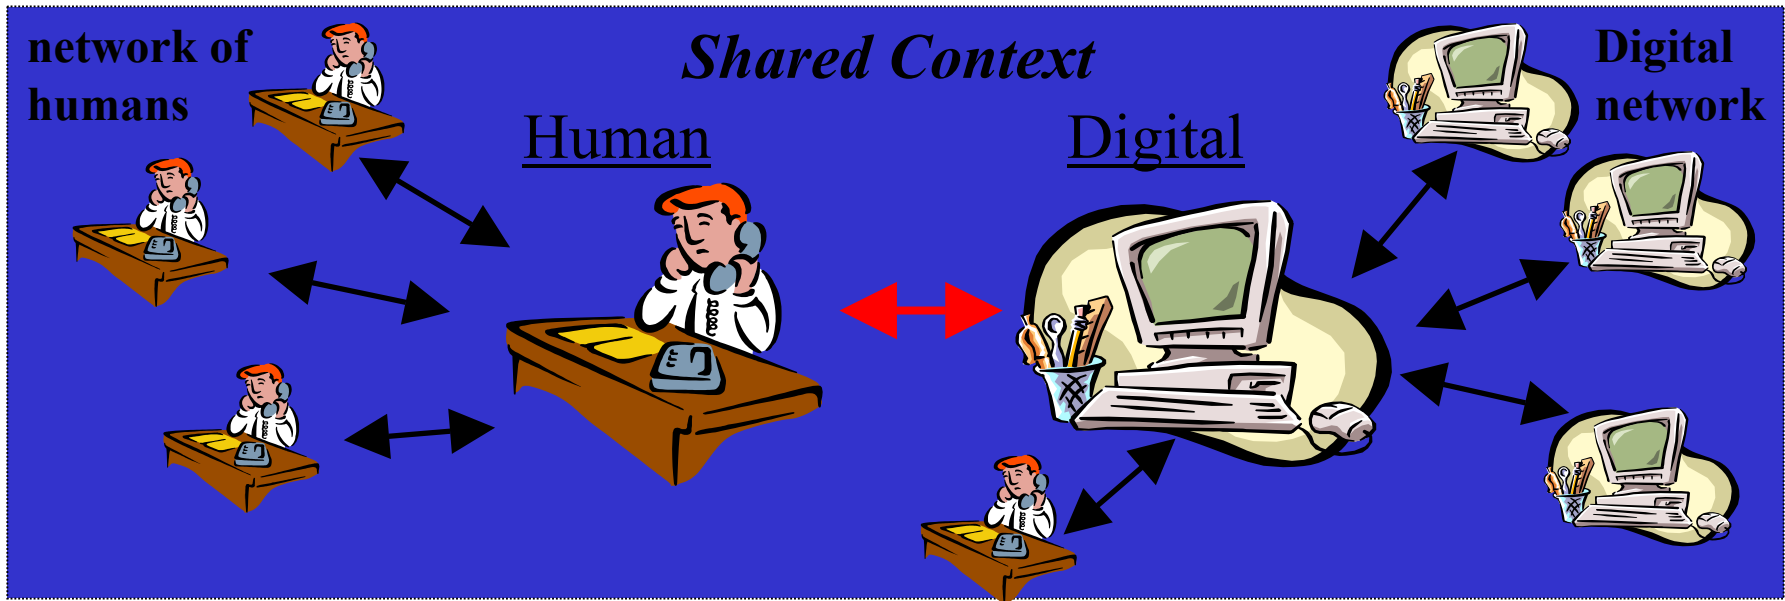 network of
humans
Shared Context
Human
Digital
Digital
network